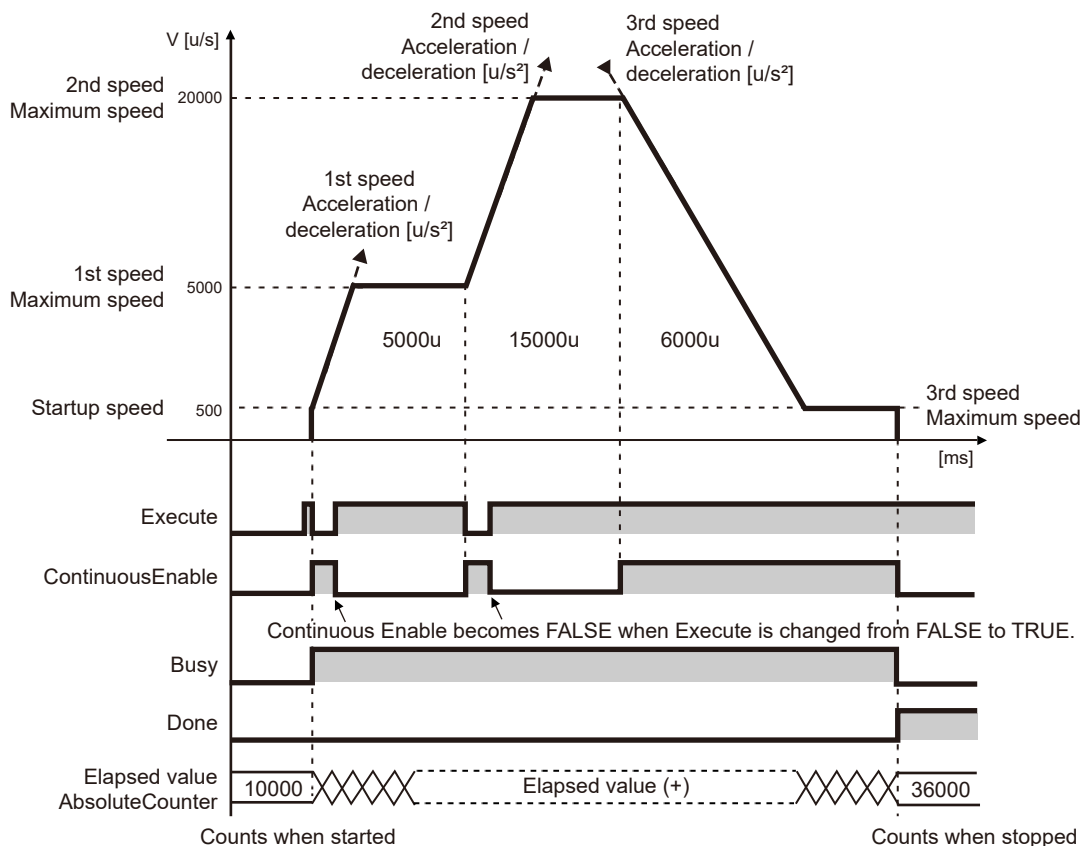 V [u/s]
2nd speed
Acceleration /
deceleration [u/s²]
3rd speed
Acceleration /
deceleration [u/s²]
2nd speed
Maximum speed
20000
1st speed
Acceleration /
deceleration [u/s²]
1st speed
Maximum speed
5000
5000u
15000u
6000u
Startup speed
500
3rd speed
Maximum speed
[ms]
Execute
ContinuousEnable
Continuous Enable becomes FALSE when Execute is changed from FALSE to TRUE.
Busy
Done
Elapsed value
AbsoluteCounter
10000
Elapsed value (+)
36000
Counts when started
Counts when stopped